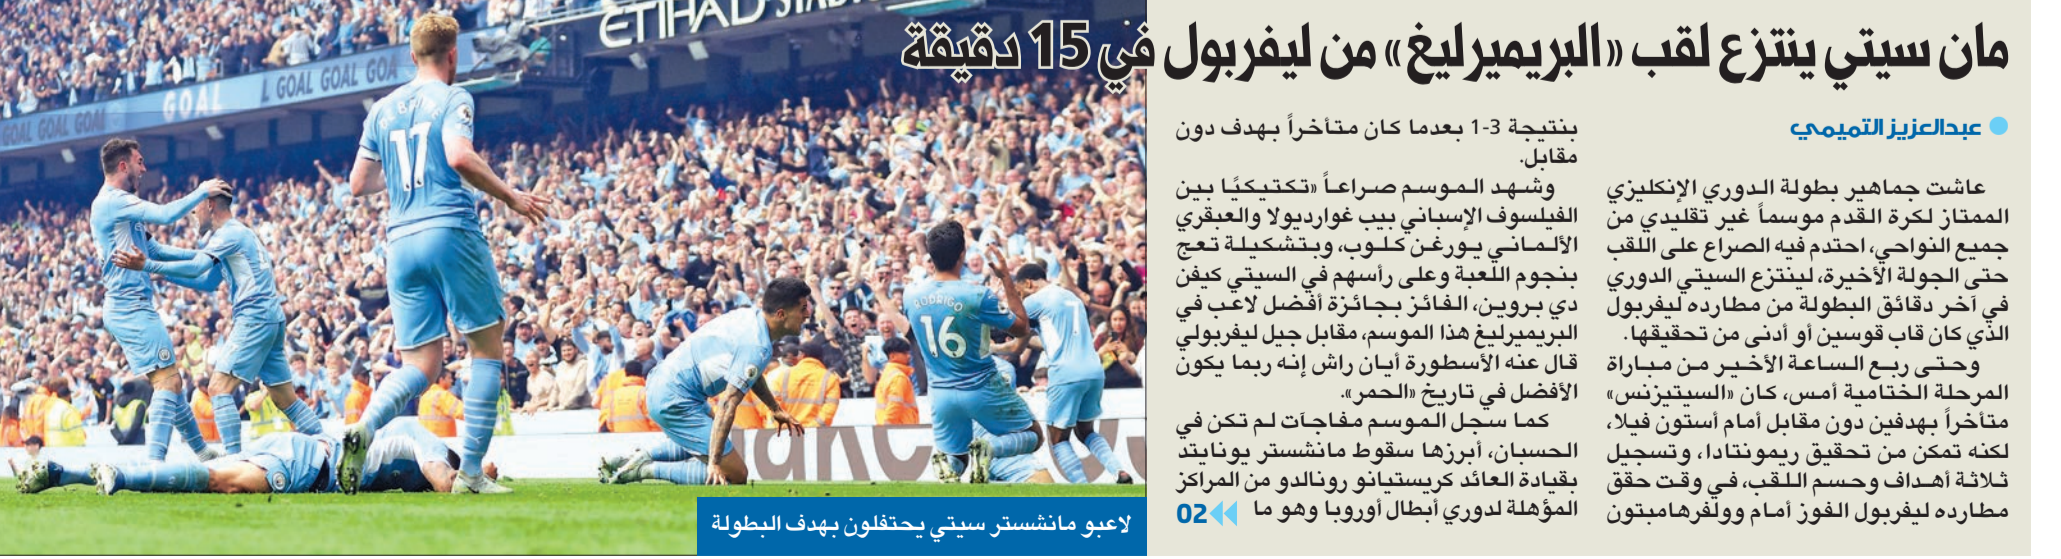 مان سيتي ينتزع لقب «البريميرليغ» من ليفربول في 15 دقيقة
عبدالعزيز التميمي
عاشت جماهير بطولة الدوري الإنكليزي
الممتاز لكرة القدم موسماً غير تقليدي من
جميع النواحي، احتدم فيه الصراع على اللقب
حتى الجولة الأخيرة، لينتزع السيتي الدوري
في آخر دقائق البطولة من مطارده ليفربول
الذي كان قاب قوسين أو أدنى من تحقيقها.
وحتى ربع الساعة الأخير من مباراة
المرحلة الختامية أمس، كان «السيتيزنس»
متأخراً بهدفين دون مقابل أمام أستون فيلا،
لكنه تمكن من تحقيق ريمونتادا، وتسجيل
ثلاثة أهداف وحسم اللقب، في وقت حقق
مطارده ليفربول الفوز أمام وولفرهامبتون
بنتيجة 3-1 بعدما كان متأخراً بهدف دون
مقابل.
وشهد الموسم صراعاً «تكتيكيًا بين
الفيلسوف الإسباني بيب غوارديولا والعبقري
الألماني يورغن كلوب، وبتشكيلة تعج
بنجوم اللعبة وعلى رأسهم في السيتي كيفن
دي بروين، الفائز بجائزة أفضل لاعب في
البريميرليغ هذا الموسم، مقابل جيل ليفربولي
قال عنه الأسطورة أيان راش إنه ربما يكون
الأفضل في تاريخ «الحمر».
كما سجل الموسم مفاجآت لم تكن في
الحسبان، أبرزها سقوط مانشستر يونايتد
بقيادة العائد كريستيانو رونالدو من المراكز
المؤهلة لدوري أبطال أوروبا وهو ما
02
ETIHAD STAD
GOAL GOAL GOAL
GOAL
L GOAL GOAL GOA
DE BRUYNE
17
RODRIGO
16
7
لاعبو مانشستر سيتي يحتفلون بهدف البطولة